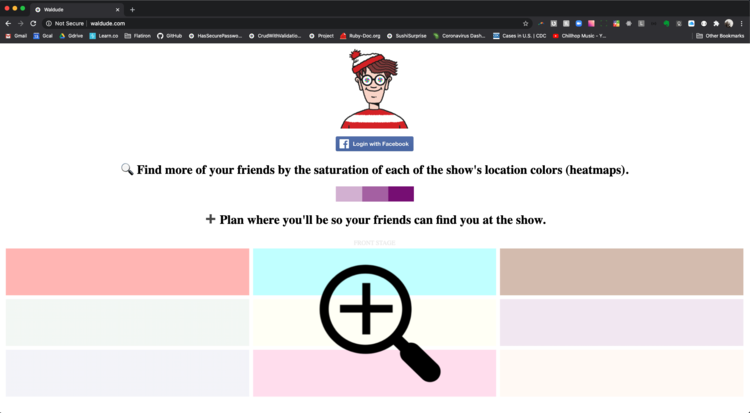 Waldude
Not Secure | waldude.com
Gmail Gcal Gdrive Learn.co Flatiron GitHub HasSecurePasswo... CrudWithValidatio... Project Ruby-Doc.org SushiSurprise Coronavirus Dash... Cases in U.S. | CDC Chillhop Music - Y... Other Bookmarks
Login with Facebook
Find more of your friends by the saturation of each of the show's location colors (heatmaps).
Plan where you'll be so your friends can find you at the show.
FRONT STAGE